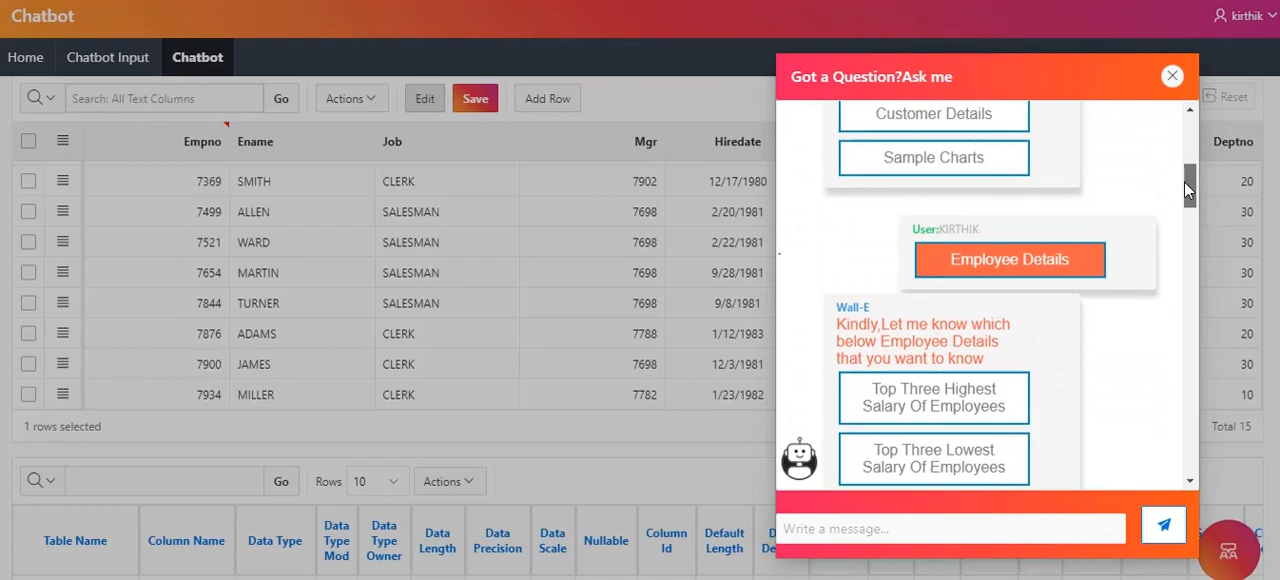 Chatbot
kirthik
Home
Chatbot Input
Chatbot
Search: All Text Columns
Go
Actions
Edit
Save
Add Row
Reset
Empno Ename Job Mgr Hiredate Deptno
7369 SMITH CLERK 7902 12/17/1980 20
7499 ALLEN SALESMAN 7698 2/20/1981 30
7521 WARD SALESMAN 7698 2/22/1981 30
7654 MARTIN SALESMAN 7698 9/28/1981 30
7844 TURNER SALESMAN 7698 9/8/1981 30
7876 ADAMS CLERK 7788 1/12/1983 20
7900 JAMES CLERK 7698 12/3/1981 30
7934 MILLER CLERK 7782 1/23/1982 10
1 rows selected
Total 15
Go
Rows
10
Actions
Table Name
Column Name
Data Type
Data
Type
Mod
Data
Type
Owner
Data
Length
Data
Precision
Data
Scale
Nullable
Column
Id
Default
Length
Got a Question?Ask me
Customer Details
Sample Charts
User:KIRTHIK
Employee Details
Wall-E
Kindly,Let me know which
below Employee Details
that you want to know
Top Three Highest
Salary Of Employees
Top Three Lowest
Salary Of Employees
Write a message...